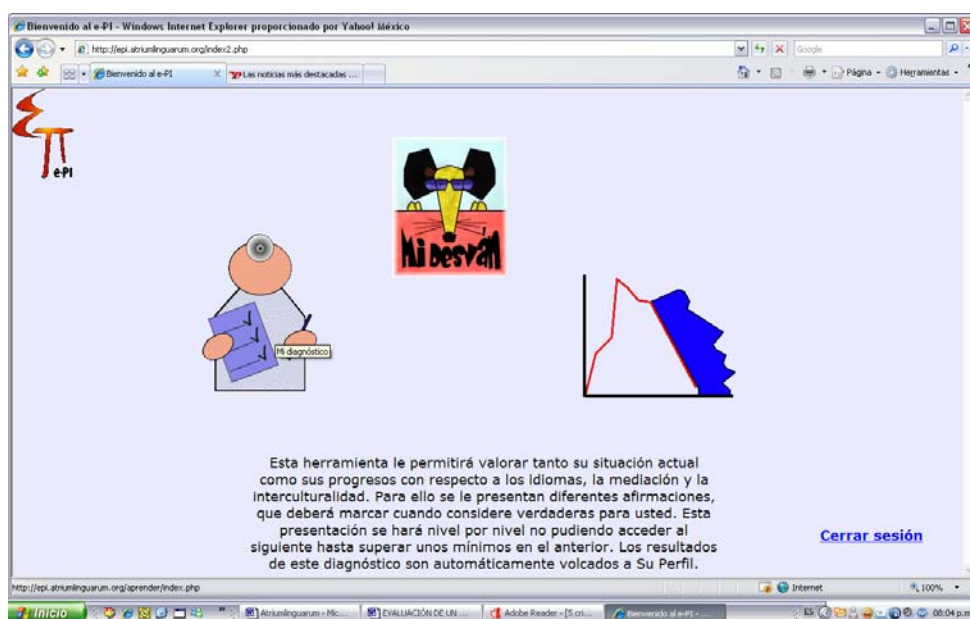 Bienvenido al e-PI - Windows Internet Explorer proporcionado por Yahoo! México
http://epi.atriumlinguarum.org/index2.php
Google
Bienvenido al e-PI
Las noticias más destacadas ...
Página
Herramientas
e-PI
Mi Desván
Mi diagnóstico
Esta herramienta le permitirá valorar tanto su situación actual
como sus progresos con respecto a los idiomas, la mediación y la
interculturalidad. Para ello se le presentan diferentes afirmaciones,
que deberá marcar cuando considere verdaderas para usted. Esta
presentación se hará nivel por nivel no pudiendo acceder al
siguiente hasta superar unos mínimos en el anterior. Los resultados
de este diagnóstico son automáticamente volcados a Su Perfil.
Cerrar sesión
http://epi.atriumlinguarum.org/aprender/index.php
Internet
100%
Inicio
Atriumlinguarum - Mic...
EVALUACIÓN DE UN ...
Adobe Reader - [5 cri...
Bienvenido al e-PI - ...
ES
08:04 p.m.